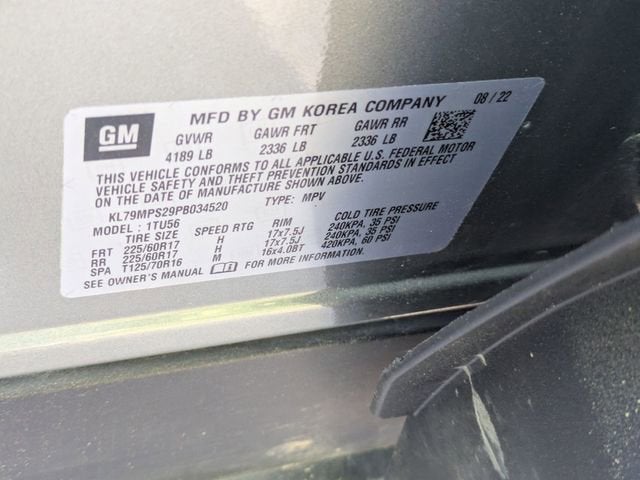 GM
MFD BY GM KOREA COMPANY 08/22
GVWR GAWR FRT GAWR RR
4189 LB 2336 LB 2336 LB
THIS VEHICLE CONFORMS TO ALL APPLICABLE U.S. FEDERAL MOTOR
VEHICLE SAFETY AND THEFT PREVENTION STANDARDS IN EFFECT
ON THE DATE OF MANUFACTURE SHOWN ABOVE.
KL79MPS29PB034520 TYPE: MPV
MODEL: 1TU56
TIRE SIZE SPEED RTG RIM COLD TIRE PRESSURE
FRT 225/60R17 H 17x7.5J 240KPA, 35 PSI
RR 225/60R17 H 17x7.5J 240KPA, 35 PSI
SPA T125/70R16 M 16x4.0BT 420KPA, 60 PSI
SEE OWNER'S MANUAL FOR MORE INFORMATION.